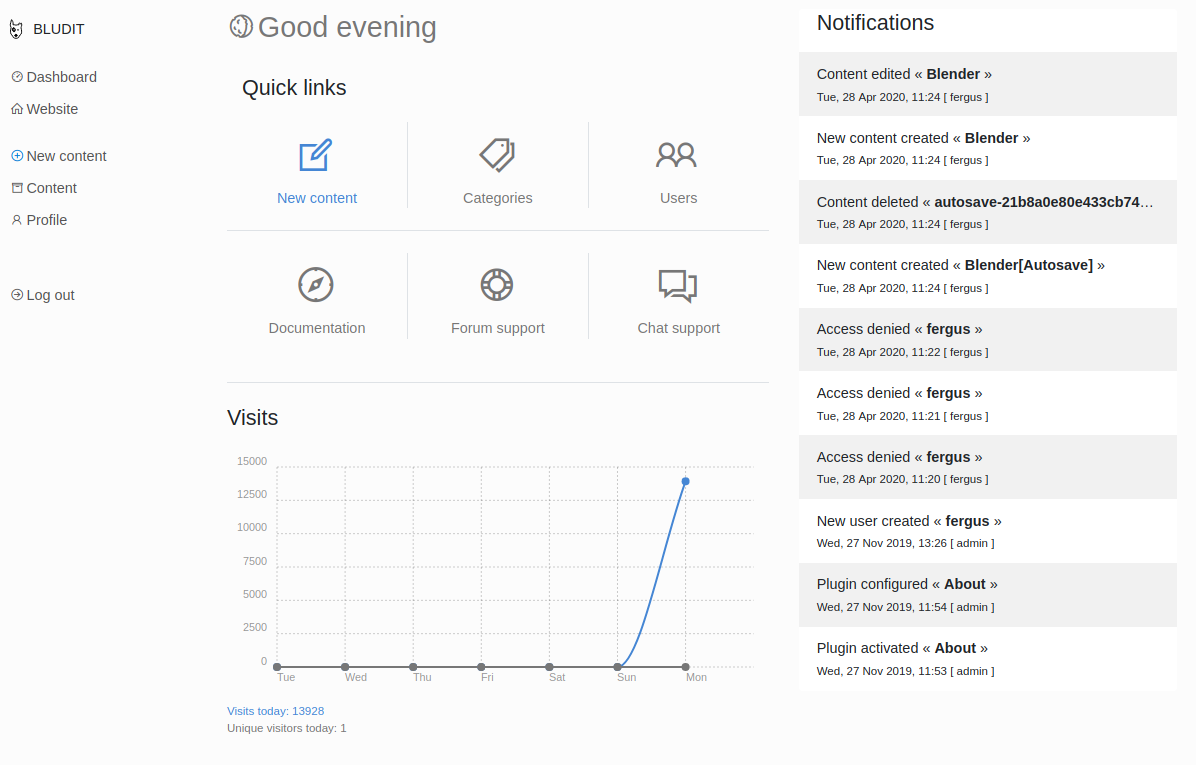 BLUDIT
Dashboard
Website
New content
Content
Profile
Log out
Good evening
Quick links
New content
Categories
Users
Documentation
Forum support
Chat support
Visits
15000
12500
10000
7500
5000
2500
0
Tue Wed Thu Fri Sat Sun Mon
Visits today: 13928
Unique visitors today: 1
Notifications
Content edited « Blender »
Tue, 28 Apr 2020, 11:24 [ fergus ]
New content created « Blender »
Tue, 28 Apr 2020, 11:24 [ fergus ]
Content deleted « autosave-21b8a0e80e433cb74…
Tue, 28 Apr 2020, 11:24 [ fergus ]
New content created « Blender[Autosave] »
Tue, 28 Apr 2020, 11:24 [ fergus ]
Access denied « fergus »
Tue, 28 Apr 2020, 11:22 [ fergus ]
Access denied « fergus »
Tue, 28 Apr 2020, 11:21 [ fergus ]
Access denied « fergus »
Tue, 28 Apr 2020, 11:20 [ fergus ]
New user created « fergus »
Wed, 27 Nov 2019, 13:26 [ admin ]
Plugin configured « About »
Wed, 27 Nov 2019, 11:54 [ admin ]
Plugin activated « About »
Wed, 27 Nov 2019, 11:53 [ admin ]